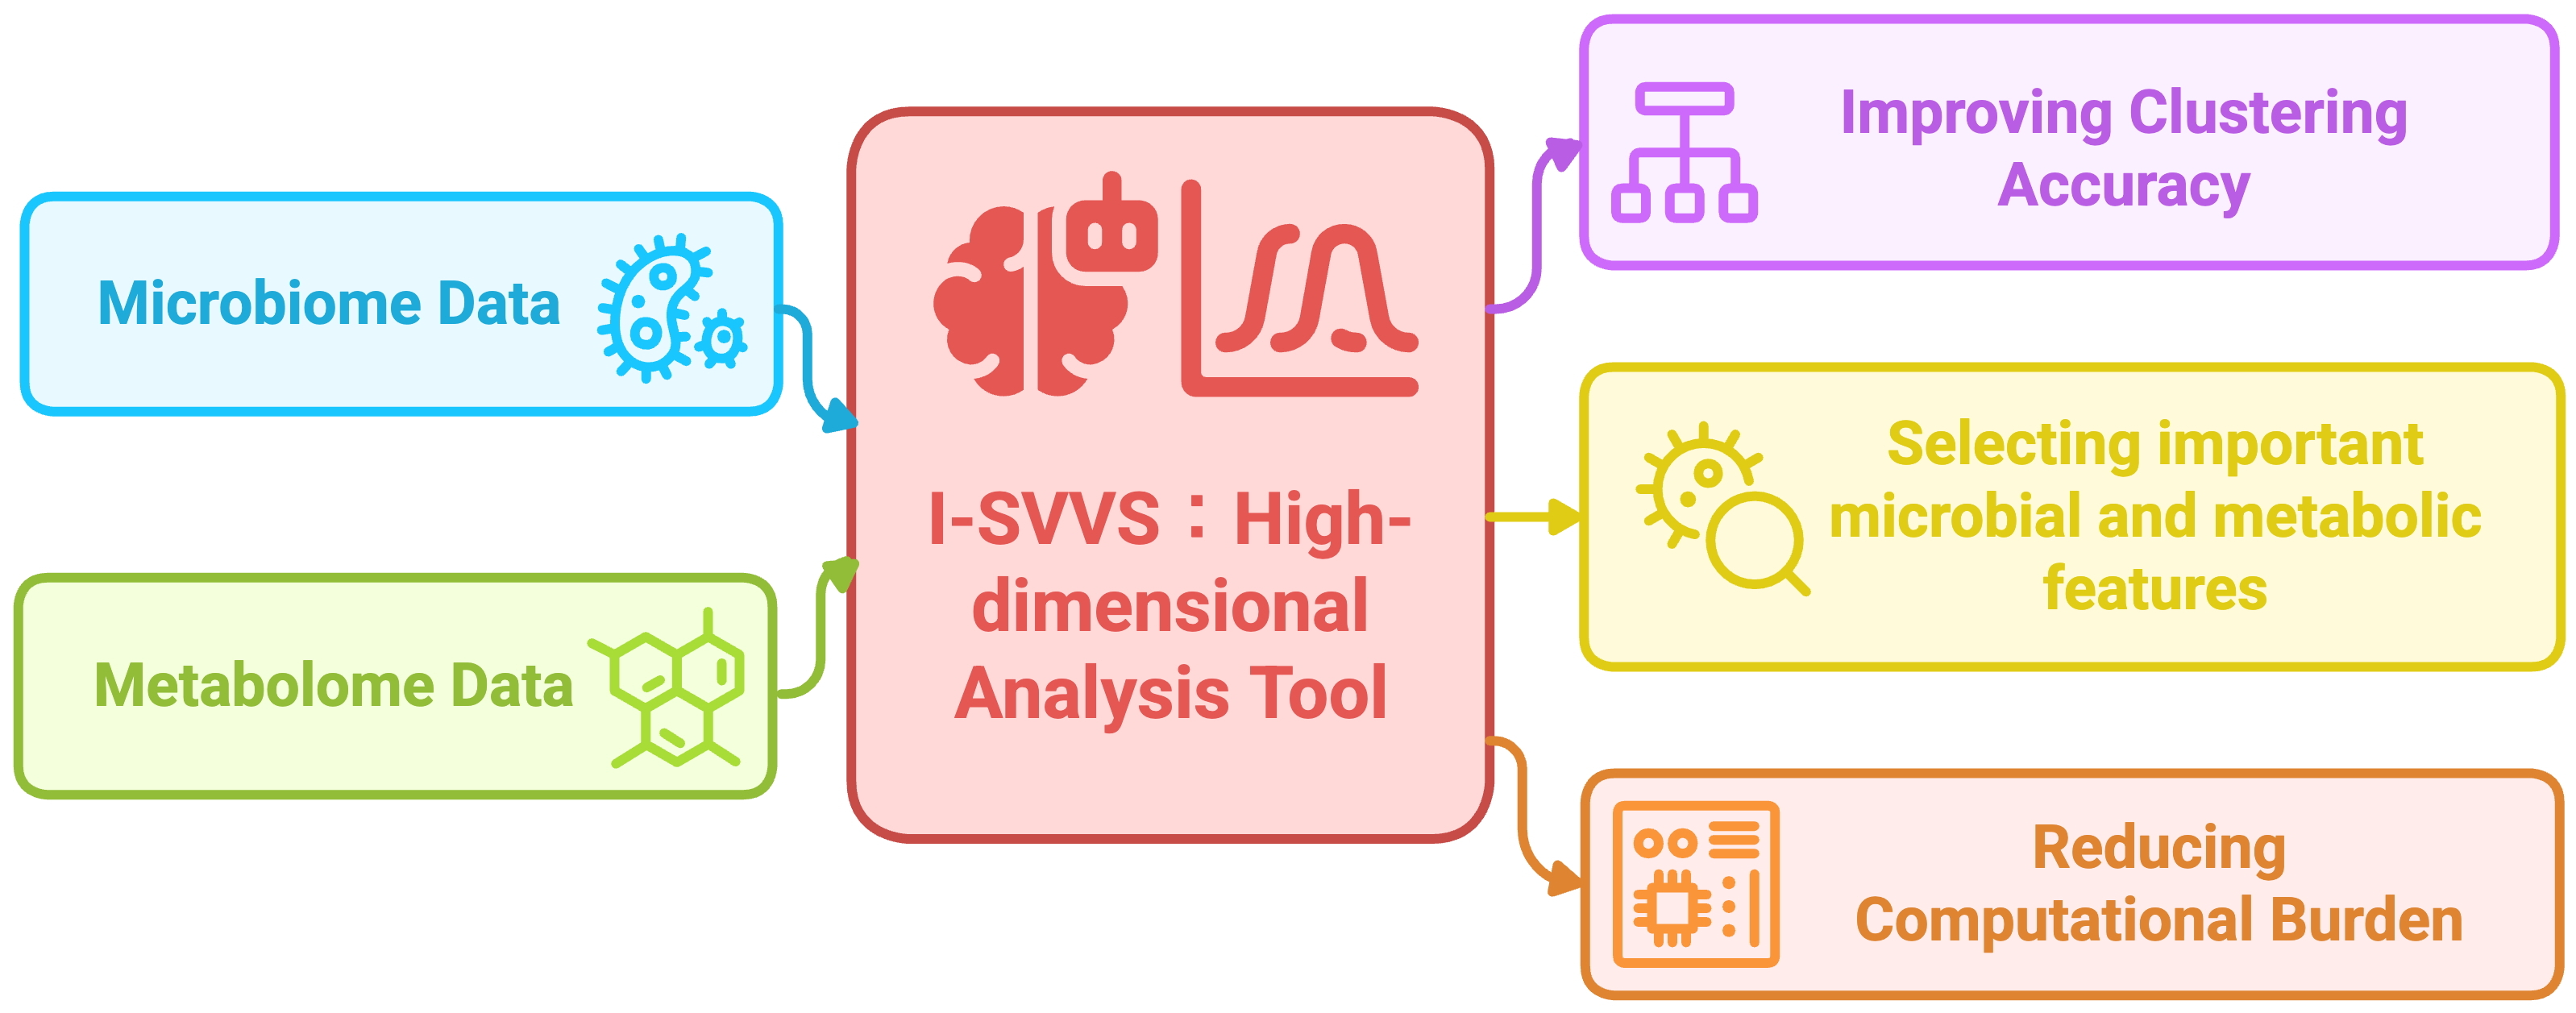 Microbiome Data
Metabolome Data
I-SVVS：High-
dimensional
Analysis Tool
Improving Clustering
Accuracy
Selecting important
microbial and metabolic
features
Reducing
Computational Burden